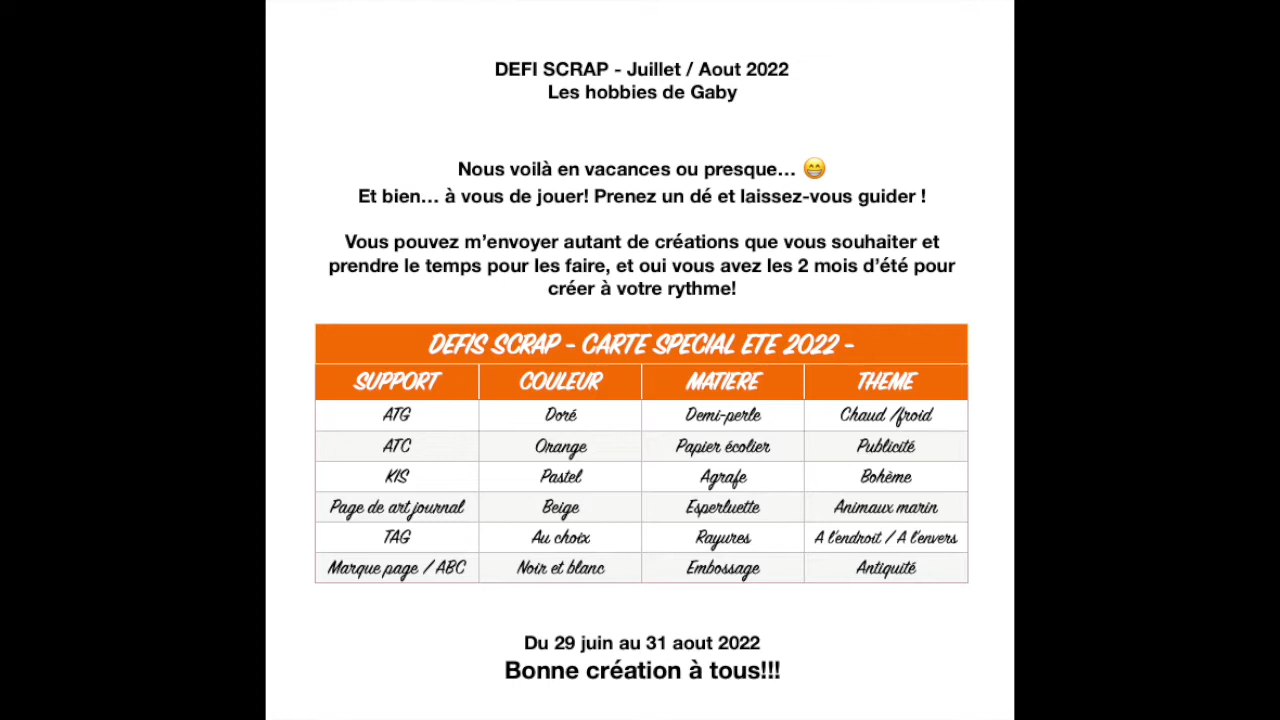 DEFI SCRAP - Juillet / Aout 2022
Les hobbies de Gaby
Nous voilà en vacances ou presque… 😁
Et bien… à vous de jouer! Prenez un dé et laissez-vous guider !
Vous pouvez m’envoyer autant de créations que vous souhaiter et
prendre le temps pour les faire, et oui vous avez les 2 mois d’été pour
créer à votre rythme!
DEFIS SCRAP - CARTE SPECIAL ETE 2022 -
SUPPORT COULEUR MATIERE THEME
ATG Doré Demi-perle Chaud /froid
ATC Orange Papier écolier Publicité
KIS Pastel Agrafe Bohème
Page de art journal Beige Esperluette Animaux marin
TAG Au choix Rayures A l'endroit / A l'envers
Marque page / ABC Noir et blanc Embossage Antiquité
Du 29 juin au 31 aout 2022
Bonne création à tous!!!